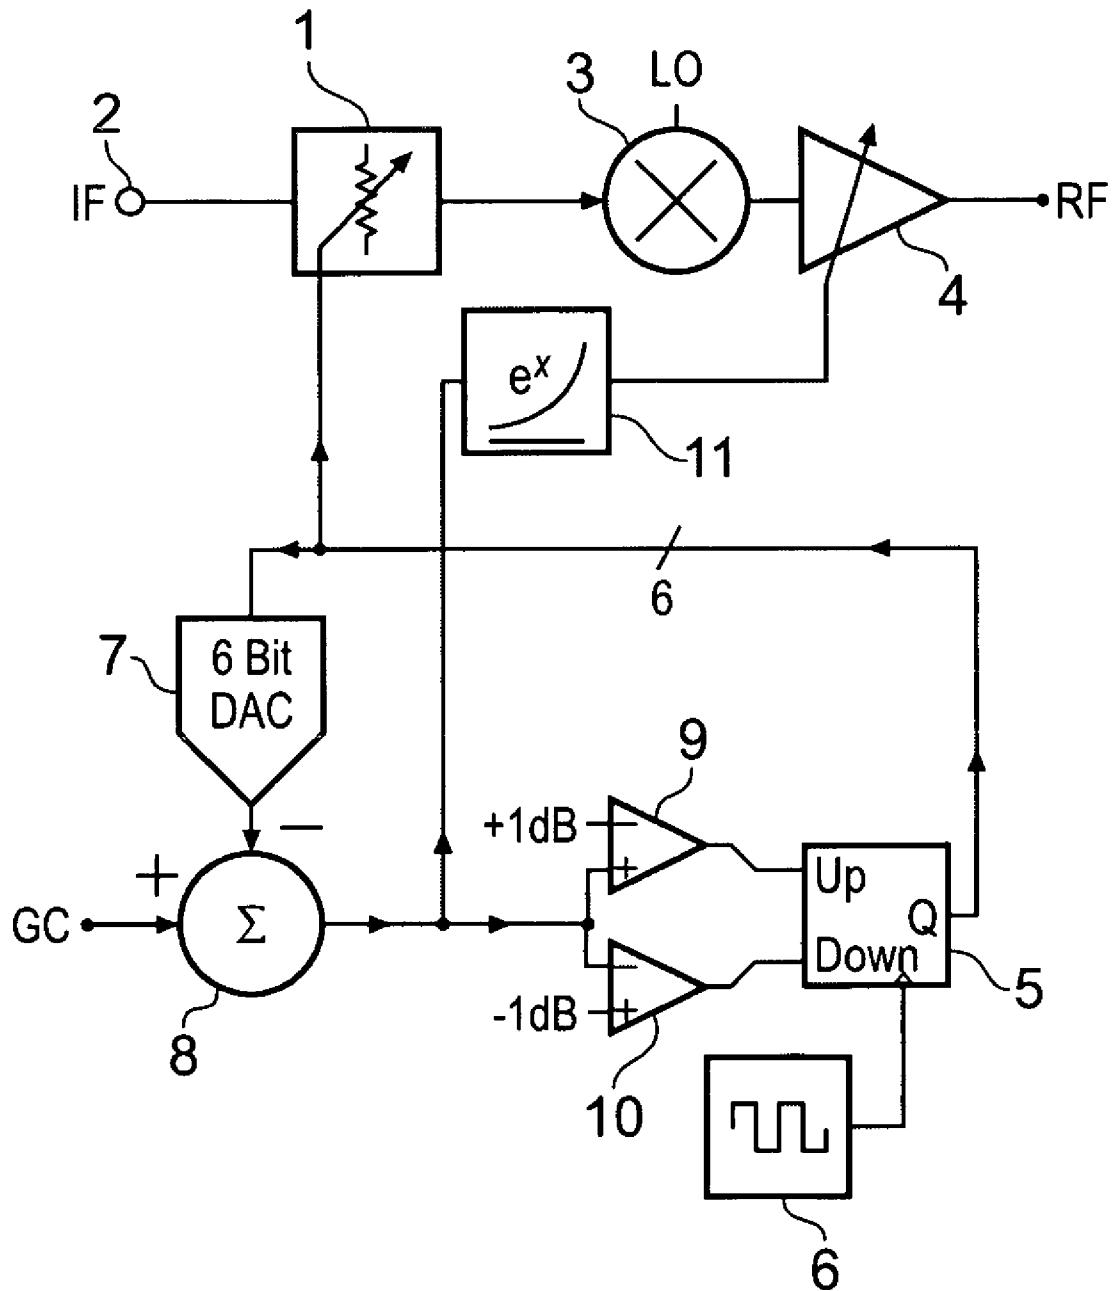 1
2
3
LO
IF
RF
4
e^x
11
6
7
6 Bit
DAC
9
+1dB
−
+
−
+
Up
GC
Σ
Q
−
Down
-1dB
+
5
8
10
6